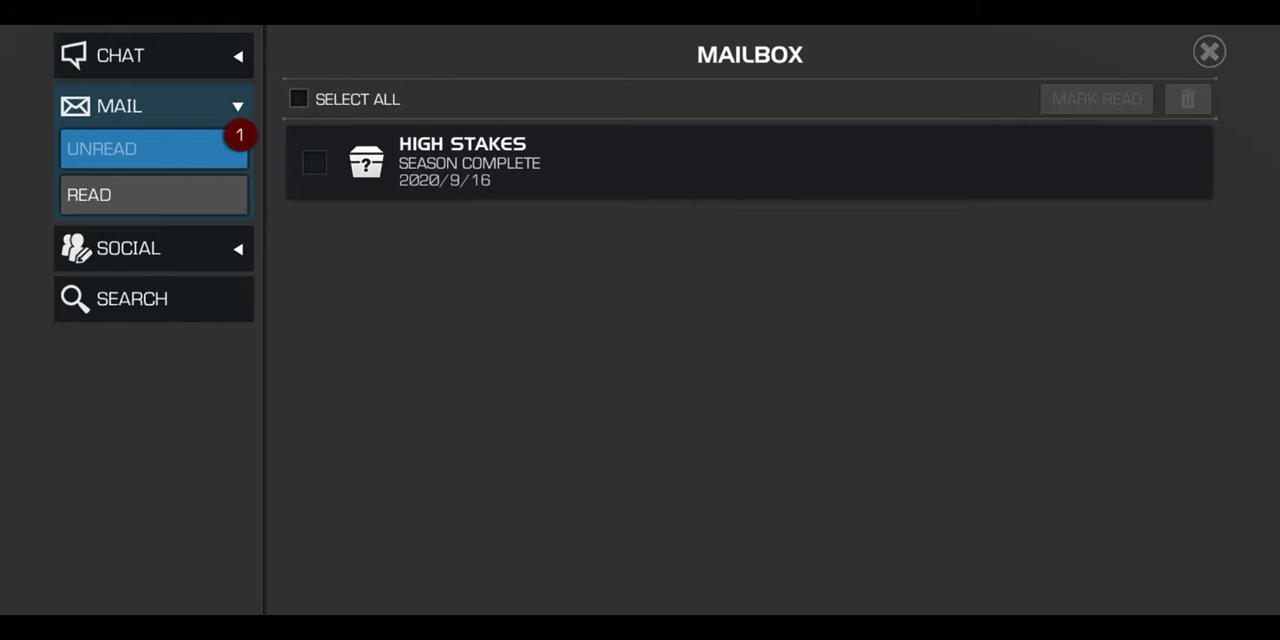 CHAT
MAIL
1
UNREAD
READ
SOCIAL
SEARCH
MAILBOX
SELECT ALL
MARK READ
?
HIGH STAKES
SEASON COMPLETE
2020/9/16